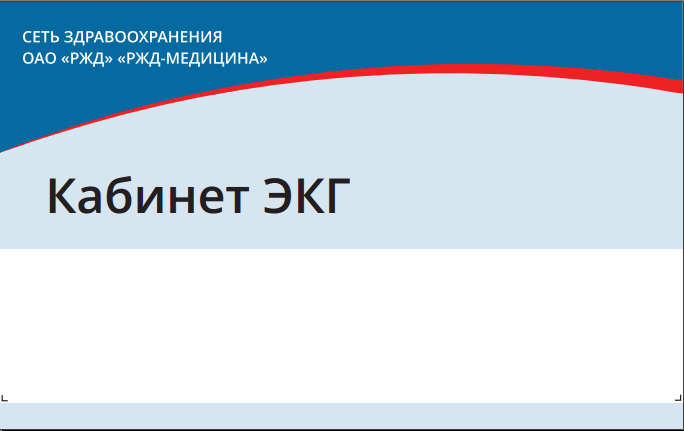 СЕТЬ ЗДРАВООХРАНЕНИЯ
ОАО «РЖД» «РЖД-МЕДИЦИНА»
Кабинет ЭКГ